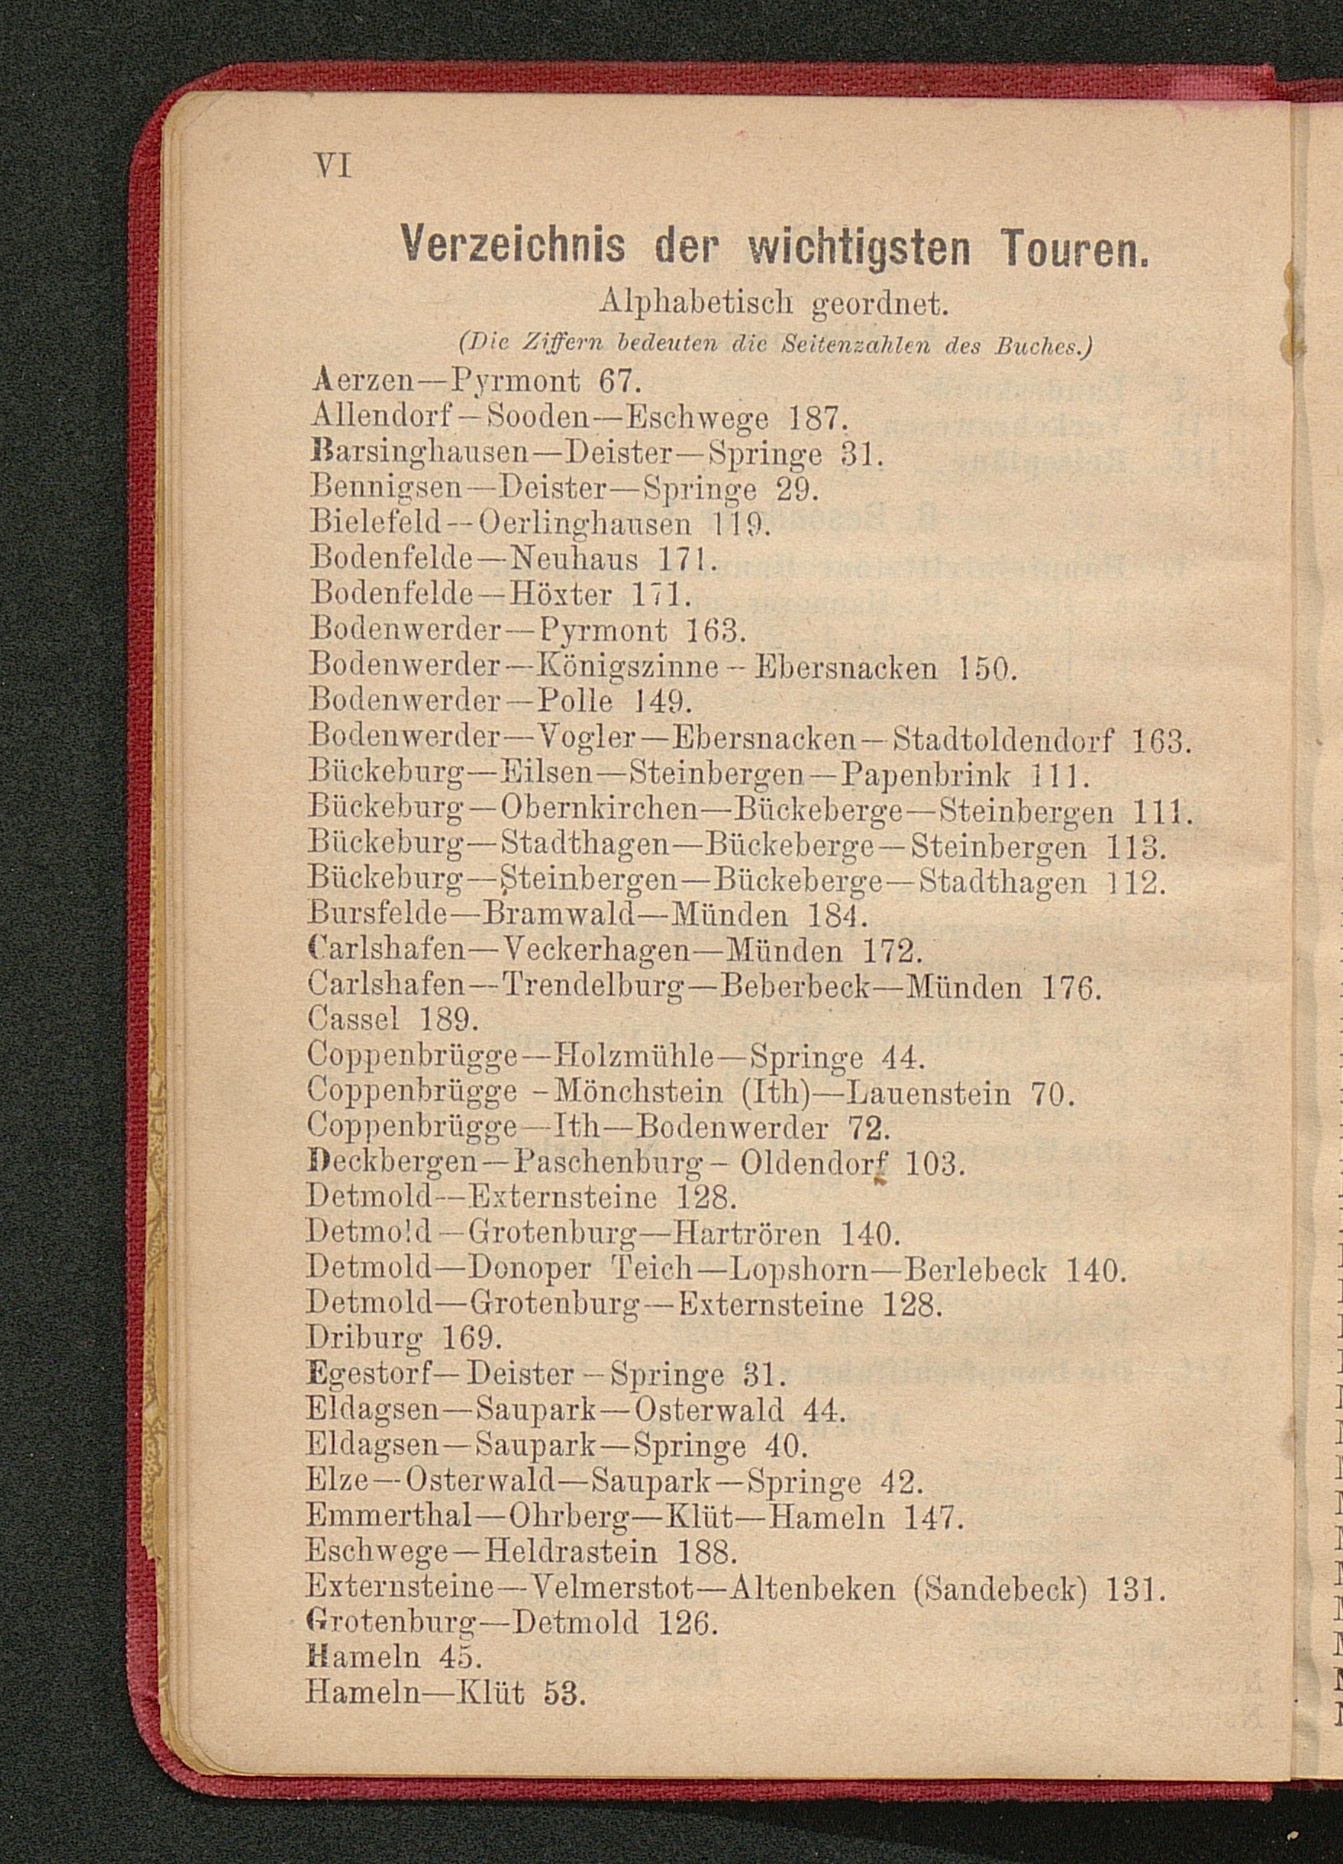 VI
Verzeichnis der wichtigsten Touren.
Alphabetisch geordnet.
(Die Ziffern bedeuten die Seitenzahlen des Buches.)
Aerzen—Pyrmont 67.
Allendorf—Sooden—Eschwege 187.
Barsinghausen—Deister—Springe 31.
Bennigsen—Deister—Springe 29.
Bielefeld—Oerlinghausen 119.
Bodenfelde—Neuhaus 171.
Bodenfelde—Höxter 171.
Bodenwerder—Pyrmont 163.
Bodenwerder—Königszinne—Ebersnacken 150.
Bodenwerder—Polle 149.
Bodenwerder—Vogler—Ebersnacken—Stadtoldendorf 163.
Bückeburg—Eilsen—Steinbergen—Papenbrink 111.
Bückeburg—Obernkirchen—Bückeberge—Steinbergen 111.
Bückeburg—Stadthagen—Bückeberge—Steinbergen 113.
Bückeburg—Steinbergen—Bückeberge—Stadthagen 112.
Bursfelde—Bramwald—Münden 184.
Carlshafen—Veckerhagen—Münden 172.
Carlshafen—Trendelburg—Beberbeck—Münden 176.
Cassel 189.
Coppenbrügge—Holzmühle—Springe 44.
Coppenbrügge—Mönchstein (Ith)—Lauenstein 70.
Coppenbrügge—Ith—Bodenwerder 72.
Deckbergen—Paschenburg—Oldendorf 103.
Detmold—Externsteine 128.
Detmold—Grotenburg—Hartrören 140.
Detmold—Donoper Teich—Lopshorn—Berlebeck 140.
Detmold—Grotenburg—Externsteine 128.
Driburg 169.
Egestorf—Deister—Springe 31.
Eldagsen—Saupark—Osterwald 44.
Eldagsen—Saupark—Springe 40.
Elze—Osterwald—Saupark—Springe 42.
Emmerthal—Ohrberg—Klüt—Hameln 147.
Eschwege—Heldrastein 188.
Externsteine—Velmerstot—Altenbeken (Sandebeck) 131.
Grotenburg—Detmold 126.
Hameln 45.
Hameln—Klüt 53.